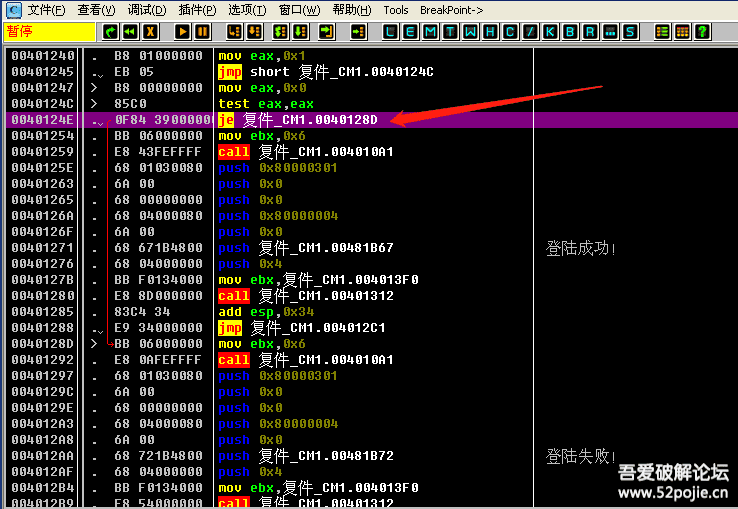 文件(F) 查看(V) 调试(D) 插件(P) 选项(T) 窗口(W) 帮助(H) Tools BreakPoint->
暂停 L E M T W H C / K B R ... S ?
00401240 . B8 01000000 mov eax,0x1
00401245 . EB 05 jmp short 复件_CM1.0040124C
00401247 > B8 00000000 mov eax,0x0
0040124C > 85C0 test eax,eax
0040124E . 0F84 39000000 je 复件_CM1.0040128D
00401254 . BB 06000000 mov ebx,0x6
00401259 . E8 43FEFFFF call 复件_CM1.004010A1
0040125E . 68 01030080 push 0x80000301
00401263 . 6A 00 push 0x0
00401265 . 68 00000000 push 0x0
0040126A . 68 04000080 push 0x80000004
0040126F . 6A 00 push 0x0
00401271 . 68 671B4800 push 复件_CM1.00481B67 登陆成功!
00401276 . 68 04000000 push 0x4
0040127B . BB F0134000 mov ebx,复件_CM1.004013F0
00401280 . E8 8D000000 call 复件_CM1.00401312
00401285 . 83C4 34 add esp,0x34
00401288 . E9 34000000 jmp 复件_CM1.004012C1
0040128D > BB 06000000 mov ebx,0x6
00401292 . E8 0AFEFFFF call 复件_CM1.004010A1
00401297 . 68 01030080 push 0x80000301
0040129C . 6A 00 push 0x0
0040129E . 68 00000000 push 0x0
004012A3 . 68 04000080 push 0x80000004
004012A8 . 6A 00 push 0x0
004012AA . 68 721B4800 push 复件_CM1.00481B72 登陆失败!
004012AF . 68 04000000 push 0x4
004012B4 . BB F0134000 mov ebx,复件_CM1.004013F0
004012B9 . E8 54000000 call 复件_CM1.00401312
吾爱破解论坛
www.52pojie.cn